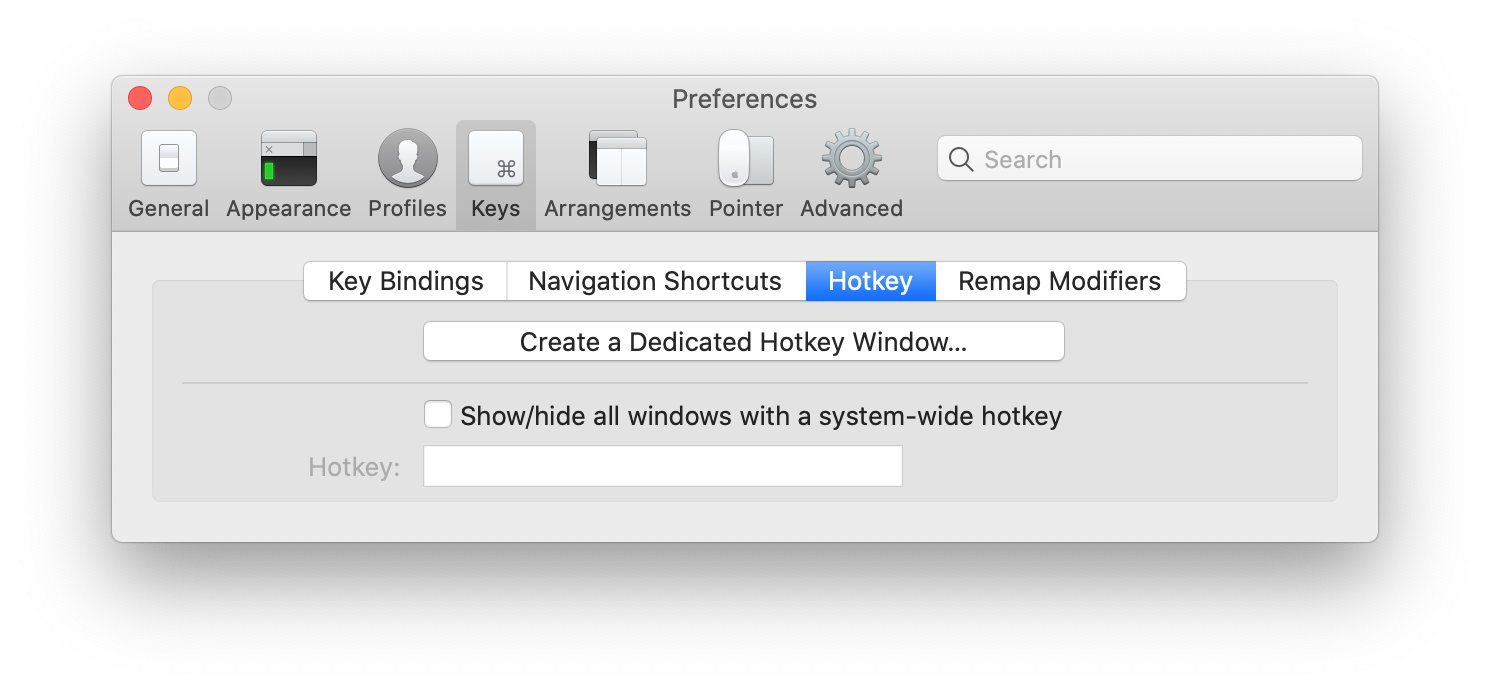 Preferences
General Appearance Profiles Keys Arrangements Pointer Advanced Search
Key Bindings Navigation Shortcuts Hotkey Remap Modifiers
Create a Dedicated Hotkey Window...
Show/hide all windows with a system-wide hotkey
Hotkey: